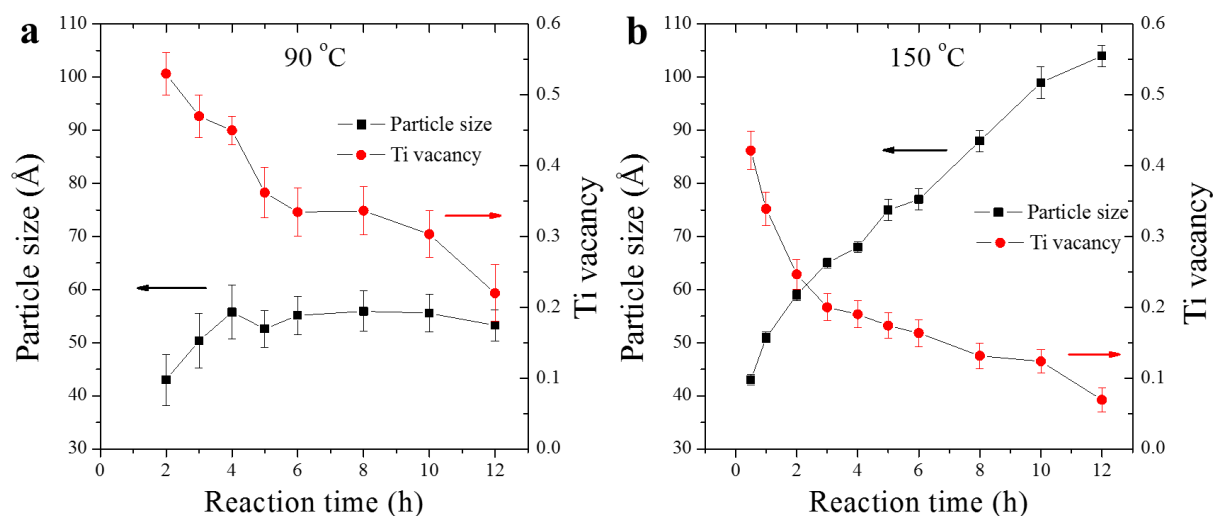 a
90 °C
Particle size (Å)
110
100
90
80
70
60
50
40
30
Particle size
Ti vacancy
0.6
0.5
0.4
0.3
0.2
0.1
0.0
Ti vacancy
0 2 4 6 8 10 12
Reaction time (h)
b
150 °C
Particle size (Å)
110
100
90
80
70
60
50
40
30
Particle size
Ti vacancy
0.6
0.5
0.4
0.3
0.2
0.1
0.0
Ti vacancy
0 2 4 6 8 10 12
Reaction time (h)